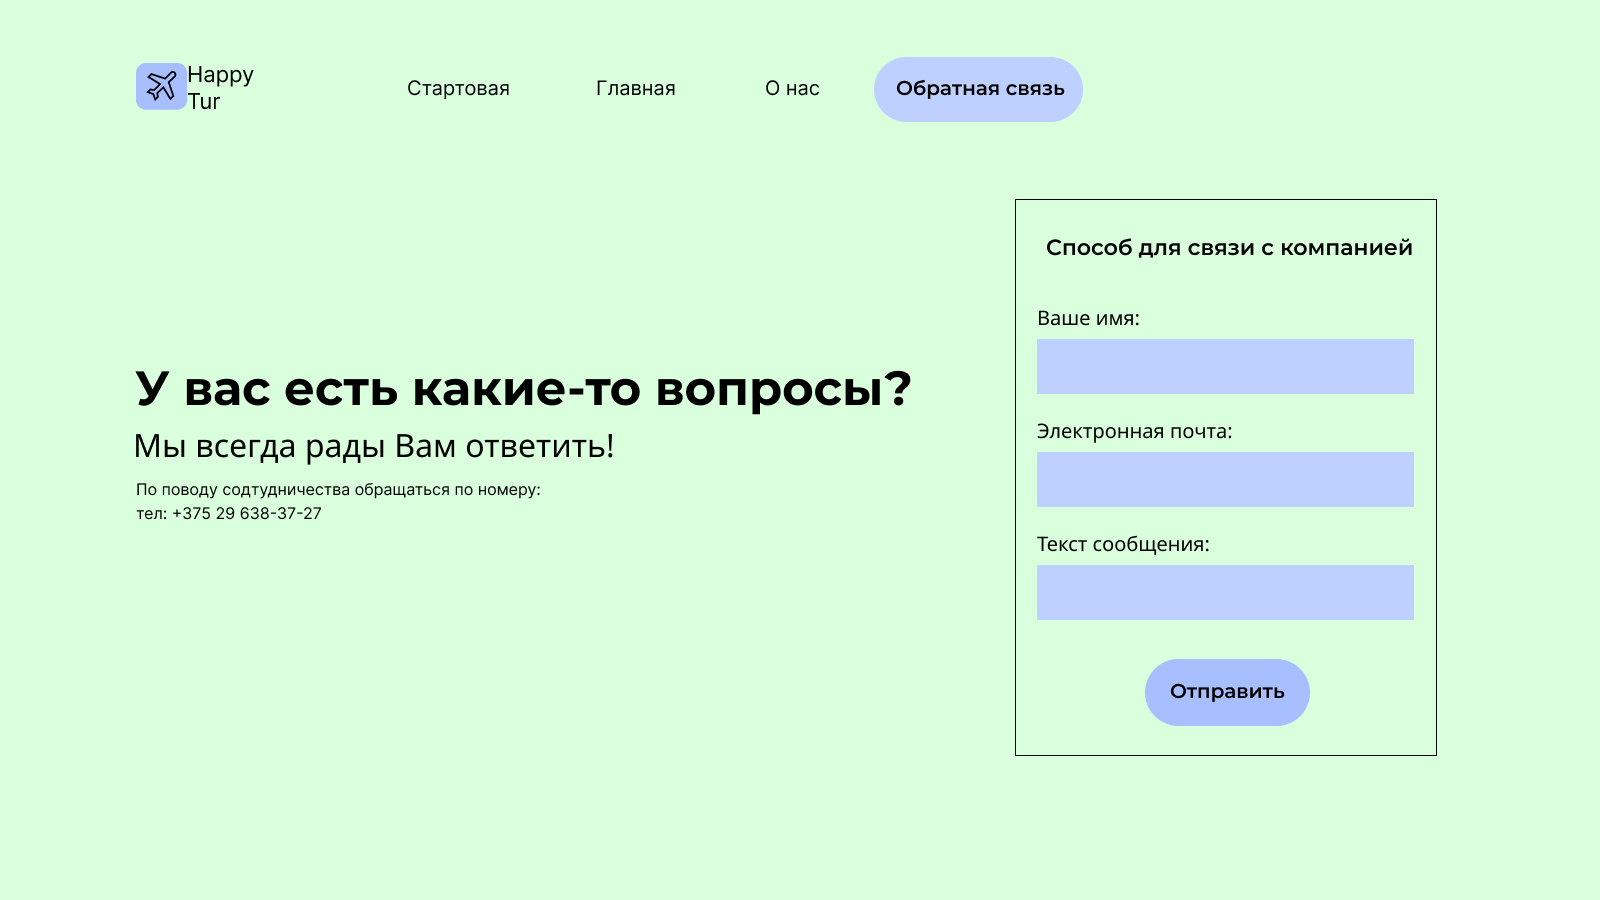 Happy
Tur
Стартовая
Главная
О нас
Обратная связь
У вас есть какие-то вопросы?
Мы всегда рады Вам ответить!
По поводу содтудничества обращаться по номеру:
тел: +375 29 638-37-27
Способ для связи с компанией
Ваше имя:
Электронная почта:
Текст сообщения:
Отправить